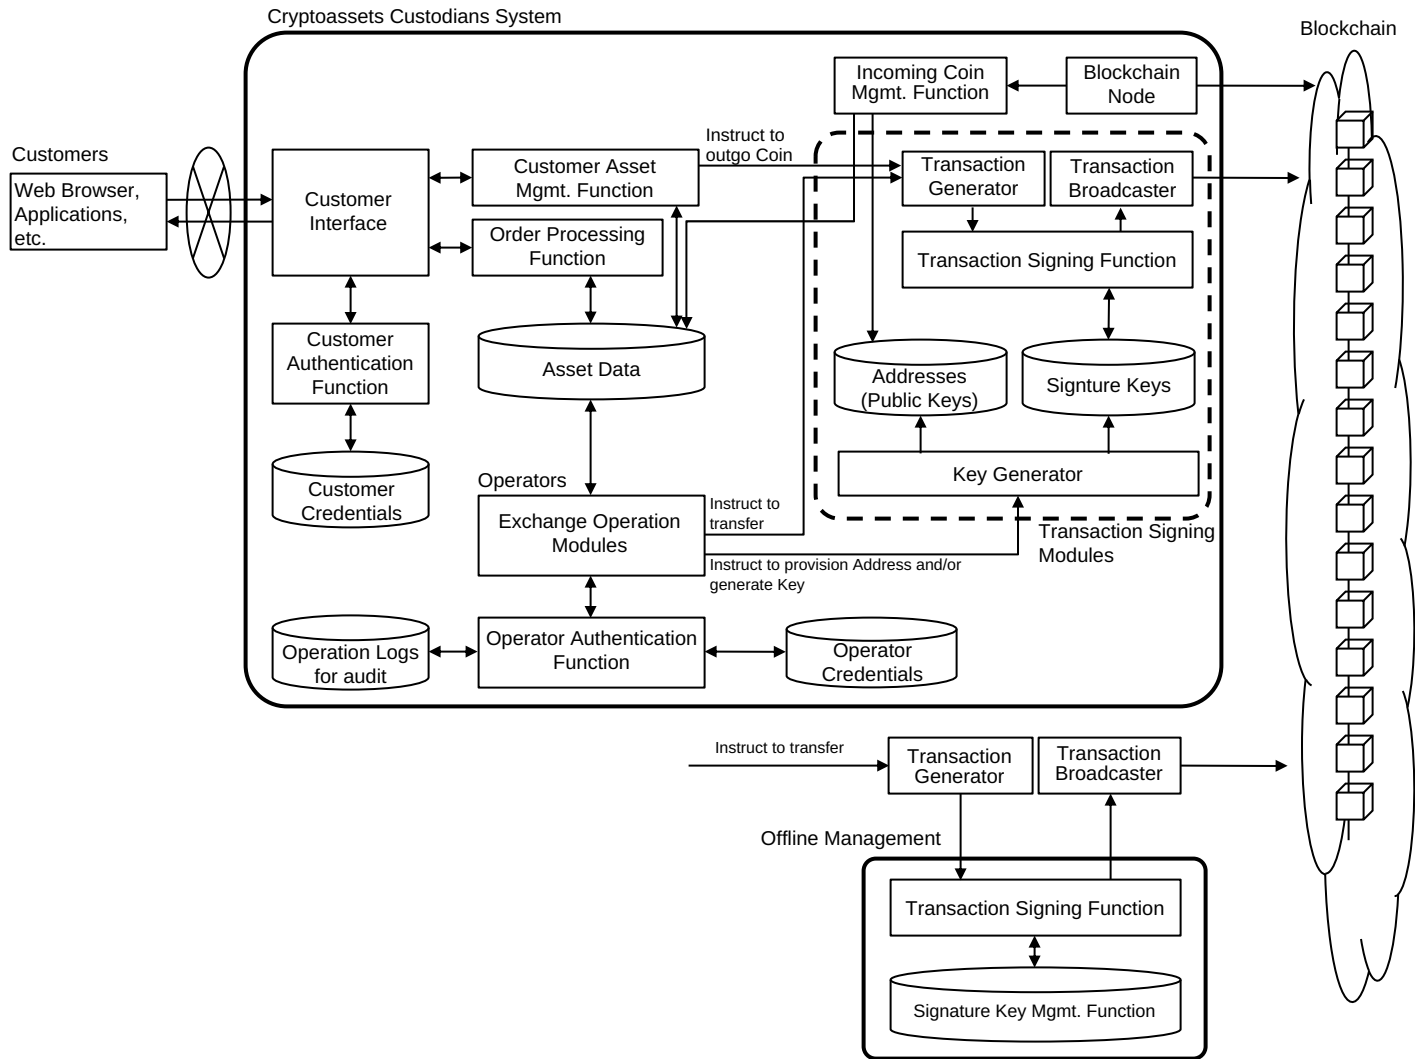 Cryptoassets Custodians System
Blockchain
Incoming Coin
Mgmt. Function
Blockchain
Node
Customers
Web Browser,
Applications,
etc.
Customer
Interface
Customer Asset
Mgmt. Function
Instruct to
outgo Coin
Transaction
Generator
Transaction
Broadcaster
Order Processing
Function
Transaction Signing Function
Customer
Authentication
Function
Asset Data
Addresses
(Public Keys)
Signture Keys
Customer
Credentials
Operators
Exchange Operation
Modules
Instruct to
transfer
Key Generator
Transaction Signing
Modules
Instruct to provision Address and/or
generate Key
Operation Logs
for audit
Operator Authentication
Function
Operator
Credentials
Instruct to transfer
Transaction
Generator
Transaction
Broadcaster
Offline Management
Transaction Signing Function
Signature Key Mgmt. Function